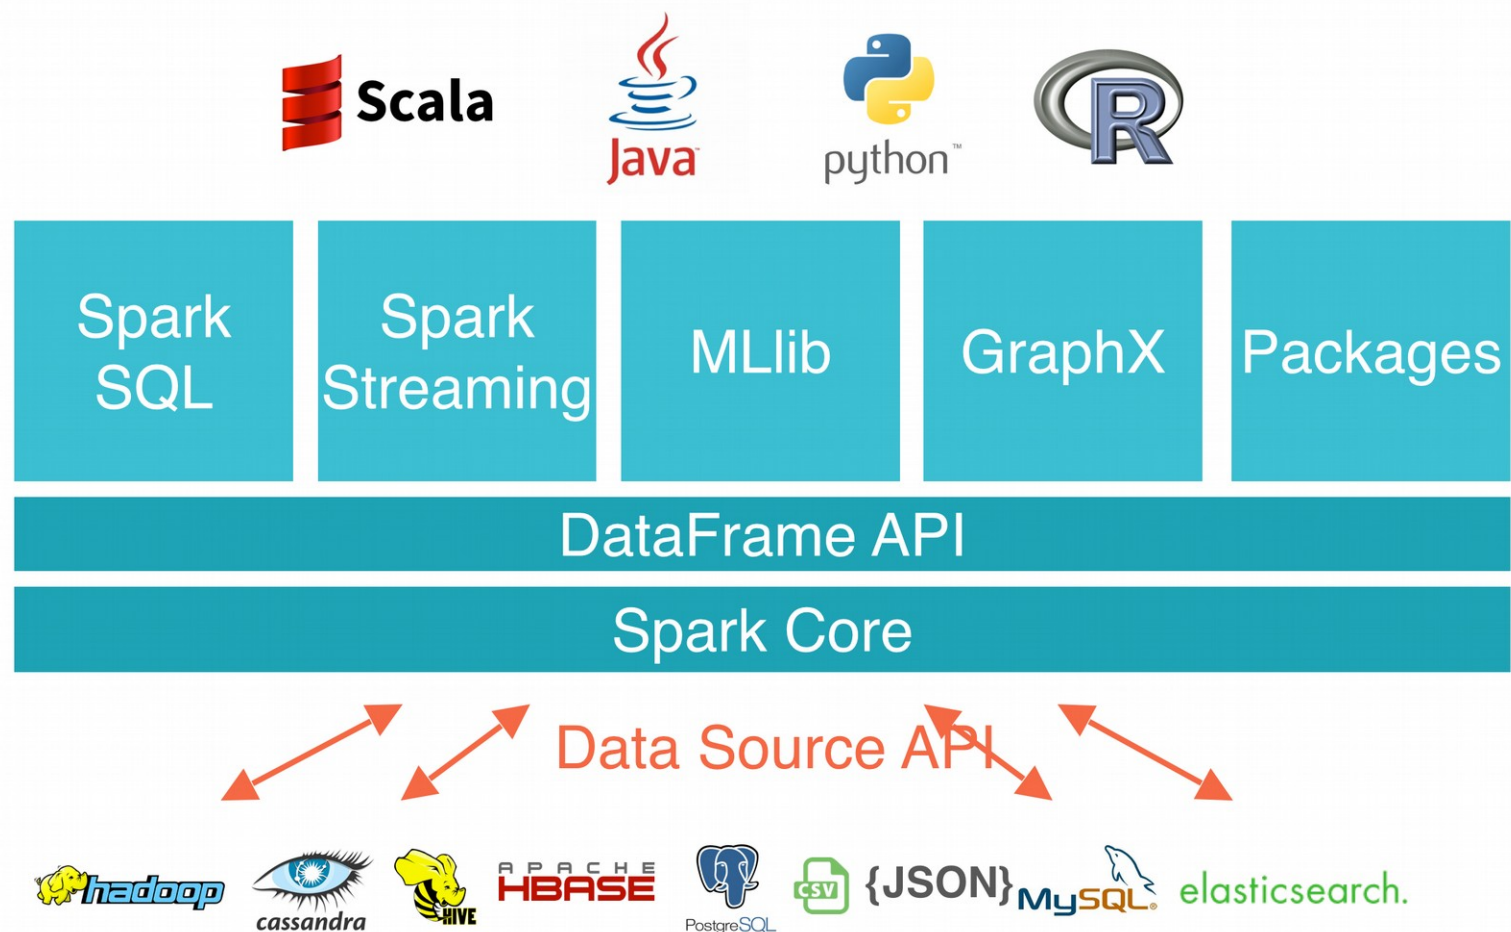 Scala
Java™
python™
R
Spark
SQL
Spark
Streaming
MLlib
GraphX
Packages
DataFrame API
Spark Core
Data Source API
hadoop
cassandra
HIVE
APACHE
HBASE
PostgreSQL
CSV
{JSON}
MySQL®
elasticsearch.